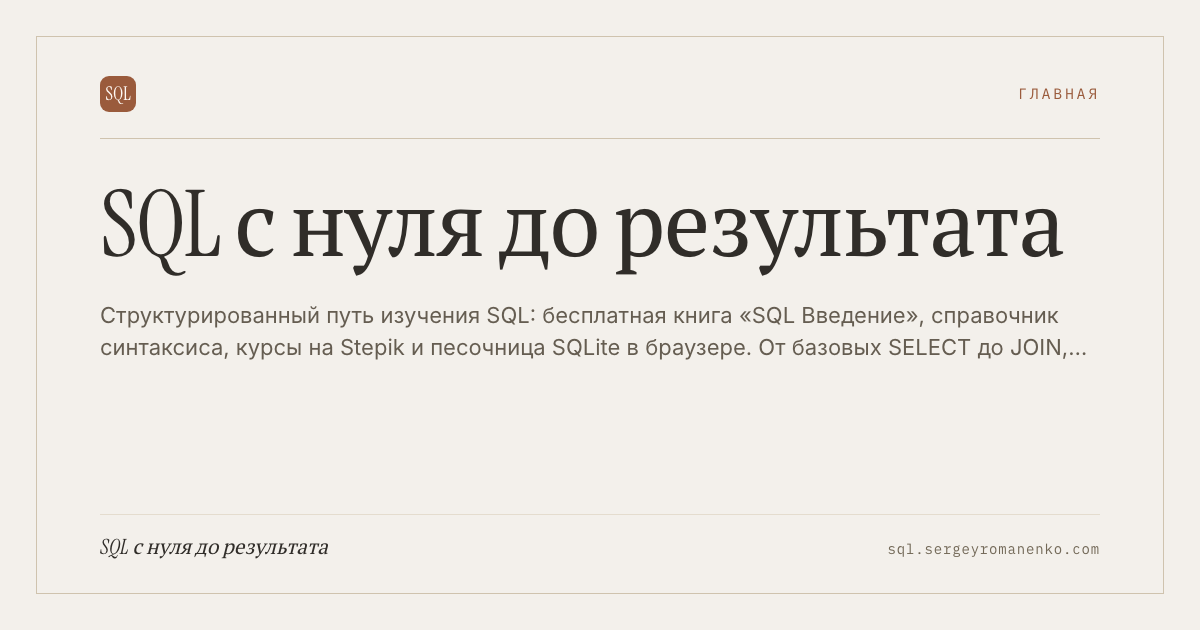 SQL
ГЛАВНАЯ
SQL с нуля до результата
Структурированный путь изучения SQL: бесплатная книга «SQL Введение», справочник
синтаксиса, курсы на Stepik и песочница SQLite в браузере. От базовых SELECT до JOIN,…
SQL с нуля до результата
sql.sergeyromanenko.com